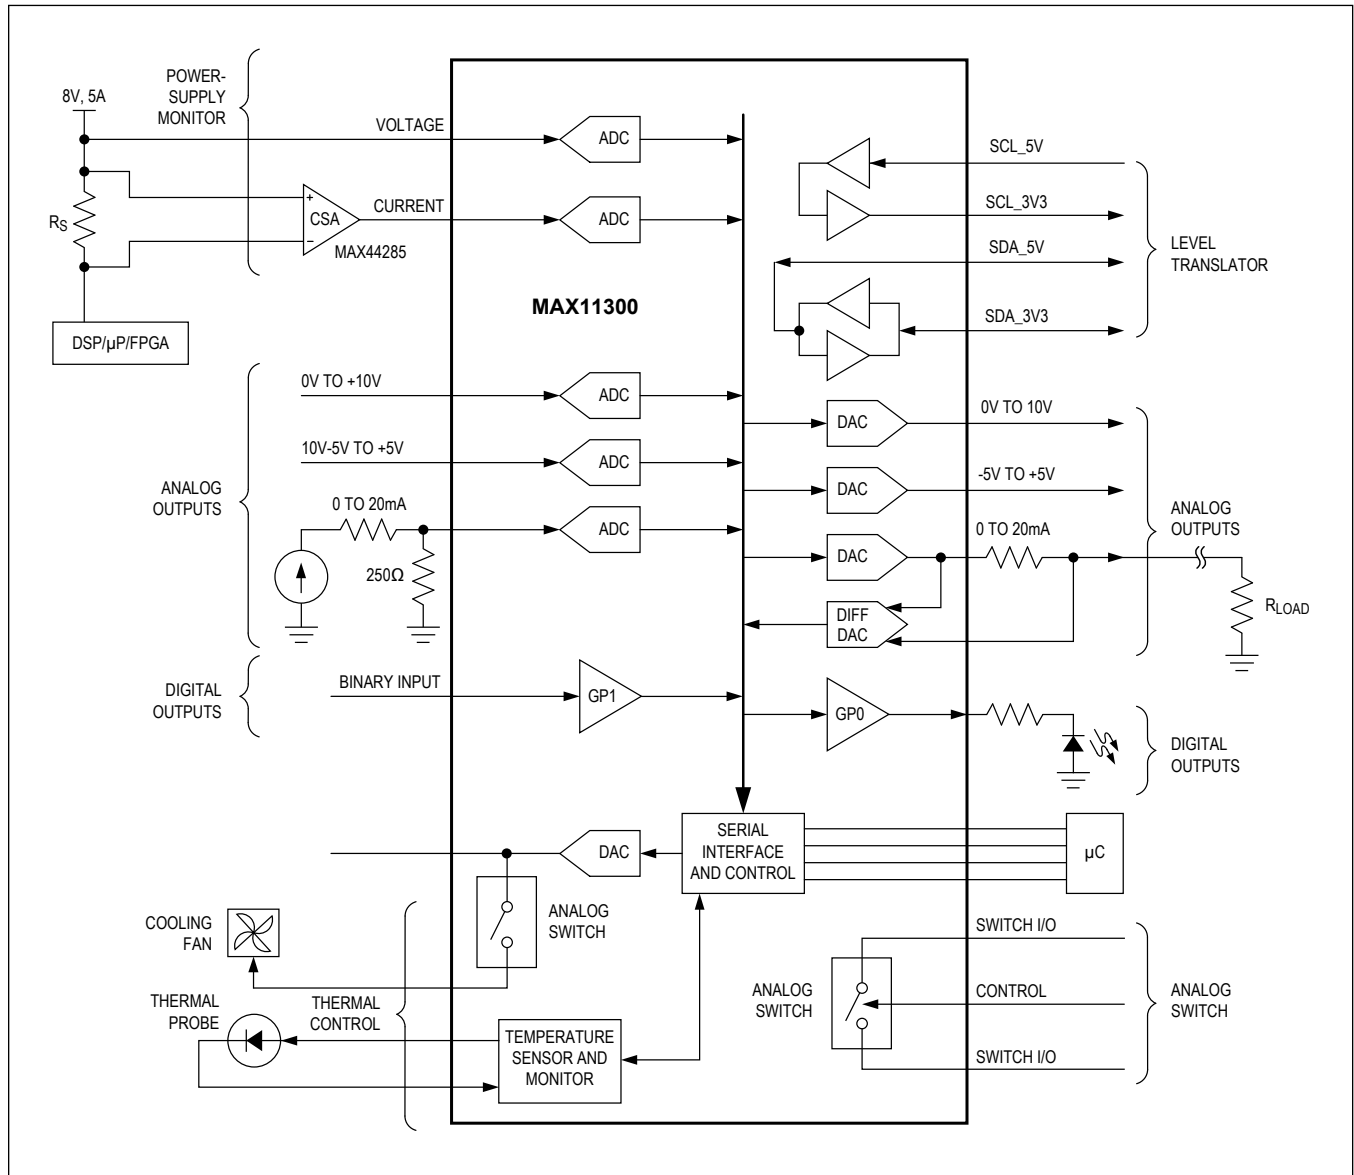 POWER-
SUPPLY
MONITOR
8V, 5A
VOLTAGE
ADC
SCL_5V
RS
+
CSA
−
MAX44285
CURRENT
ADC
SCL_3V3
SDA_5V
LEVEL
TRANSLATOR
MAX11300
SDA_3V3
DSP/µP/FPGA
0V TO +10V
ADC
DAC
0V TO 10V
10V-5V TO +5V
ADC
DAC
-5V TO +5V
ANALOG
OUTPUTS
0 TO 20mA
ADC
250Ω
ANALOG
OUTPUTS
0 TO 20mA
DAC
DIFF
DAC
RLOAD
DIGITAL
OUTPUTS
BINARY INPUT
GP1
GP0
DIGITAL
OUTPUTS
DAC
SERIAL
INTERFACE
AND CONTROL
µC
COOLING
FAN
ANALOG
SWITCH
THERMAL
PROBE
THERMAL
CONTROL
TEMPERATURE
SENSOR AND
MONITOR
ANALOG
SWITCH
SWITCH I/O
CONTROL
SWITCH I/O
ANALOG
SWITCH